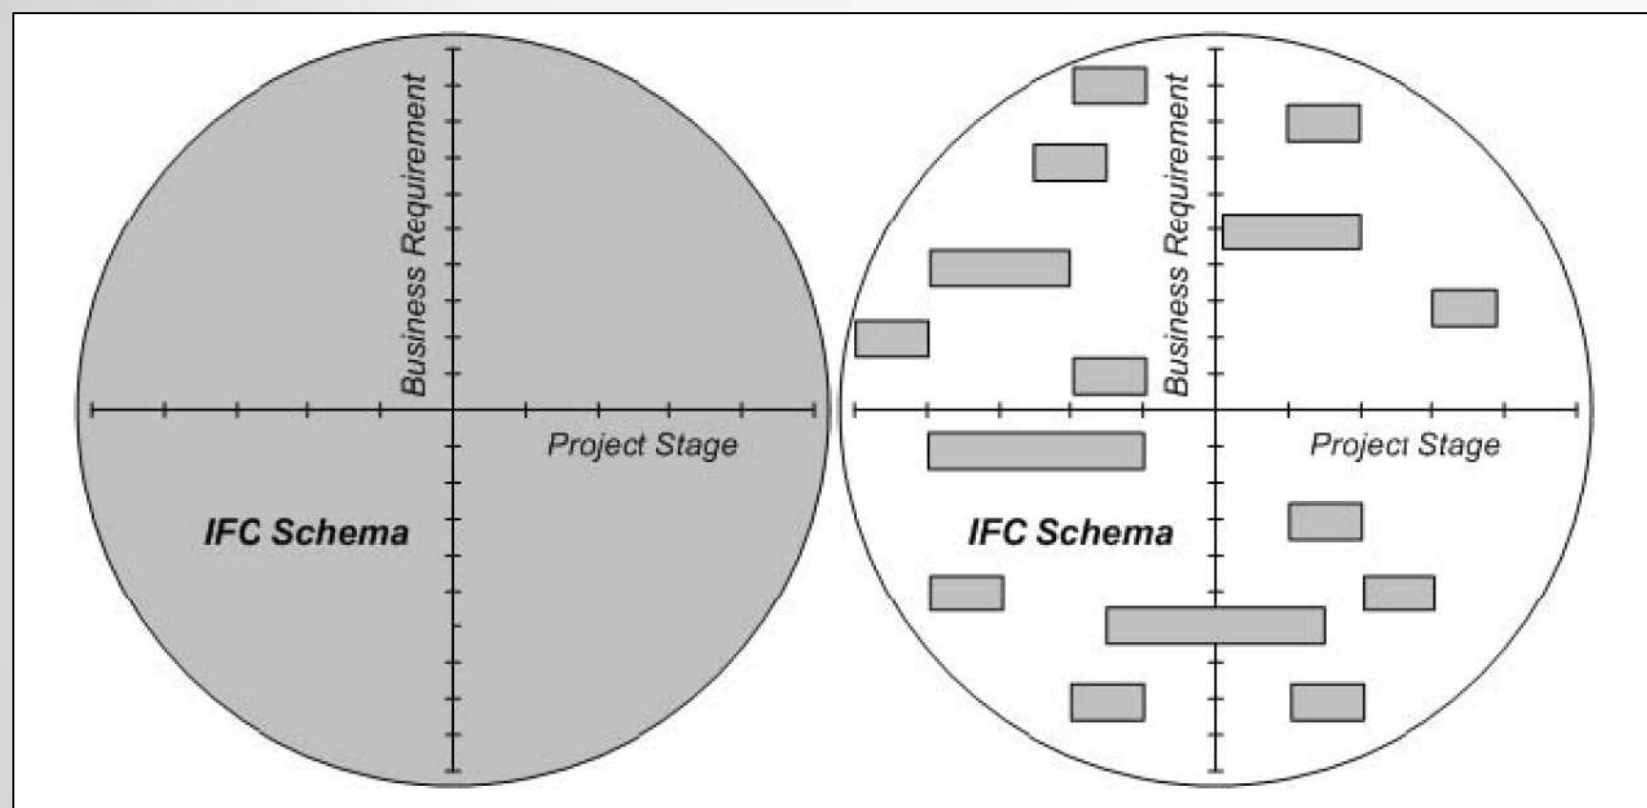 Business Requirement
Project Stage
IFC Schema
Business Requirement
Project Stage
IFC Schema